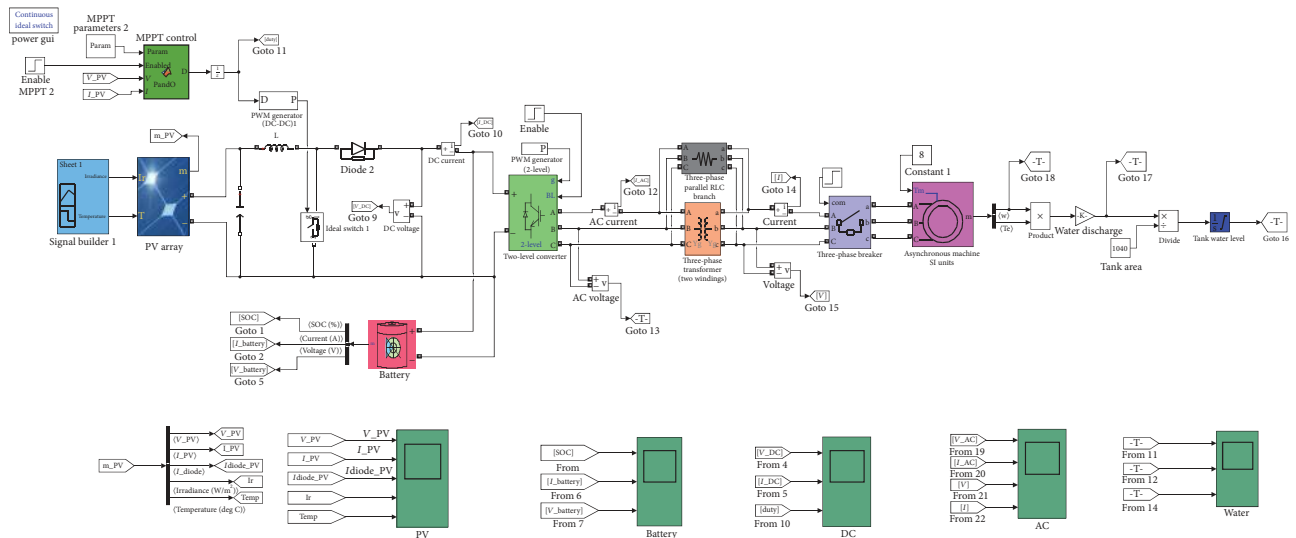 Continuous
ideal switch
power gui
MPPT
parameters 2
Param
MPPT control
Param
Enabled
V
I
D
PandO
Enable
MPPT 2
V_PV
I_PV
[duty]
Goto 11
D P
PWM generator
(DC-DC)1
m_PV
L
Diode 2
DC current
[I_DC]
Goto 10
Enable
P
PWM generator
(2-level)
Sheet 1
Irradiance
Temperature
Signal builder 1
Ir
T
m
+
PV array
Ideal switch 1
[V_DC]
Goto 9
v
DC voltage
g
BL
+
A
B
C
2-level
Two-level converter
[I_AC]
Goto 12
AC current
AC voltage
v
-T-
Goto 13
A a
B b
C c
Three-phase
parallel RLC
branch
A a
B b
C c
Three-phase
transformer
(two windings)
[I]
Goto 14
Current
Voltage
v
[V]
Goto 15
com
A a
B b
C c
Three-phase breaker
8
Constant 1
Tm
A
B
C
m
Asynchronous machine
SI units
(w)
(Te)
-T-
Goto 18
×
Product
-K-
Water discharge
-T-
Goto 17
1040
Tank area
×
÷
Divide
Tank water level
-T-
Goto 16
[SOC]
Goto 1
[I_battery]
Goto 2
[V_battery]
Goto 5
(SOC (%))
(Current (A))
(Voltage (V))
m
+
Battery
m_PV
V_PV
(V_PV)
I_PV
(I_PV)
Idiode_PV
(I_diode)
Ir
(Irradiance (W/m
Temp
(Temperature (deg C))
V_PV
I_PV
Idiode_PV
Ir
Temp
V_PV
I_PV
Idiode_PV
PV
[SOC]
From
[I_battery]
From 6
[V_battery]
From 7
Battery
[V_DC]
From 4
[I_DC]
From 5
[duty]
From 10
DC
[V_AC]
From 19
[I_AC]
From 20
[V]
From 21
[I]
From 22
AC
-T-
From 11
-T-
From 12
-T-
From 14
Water